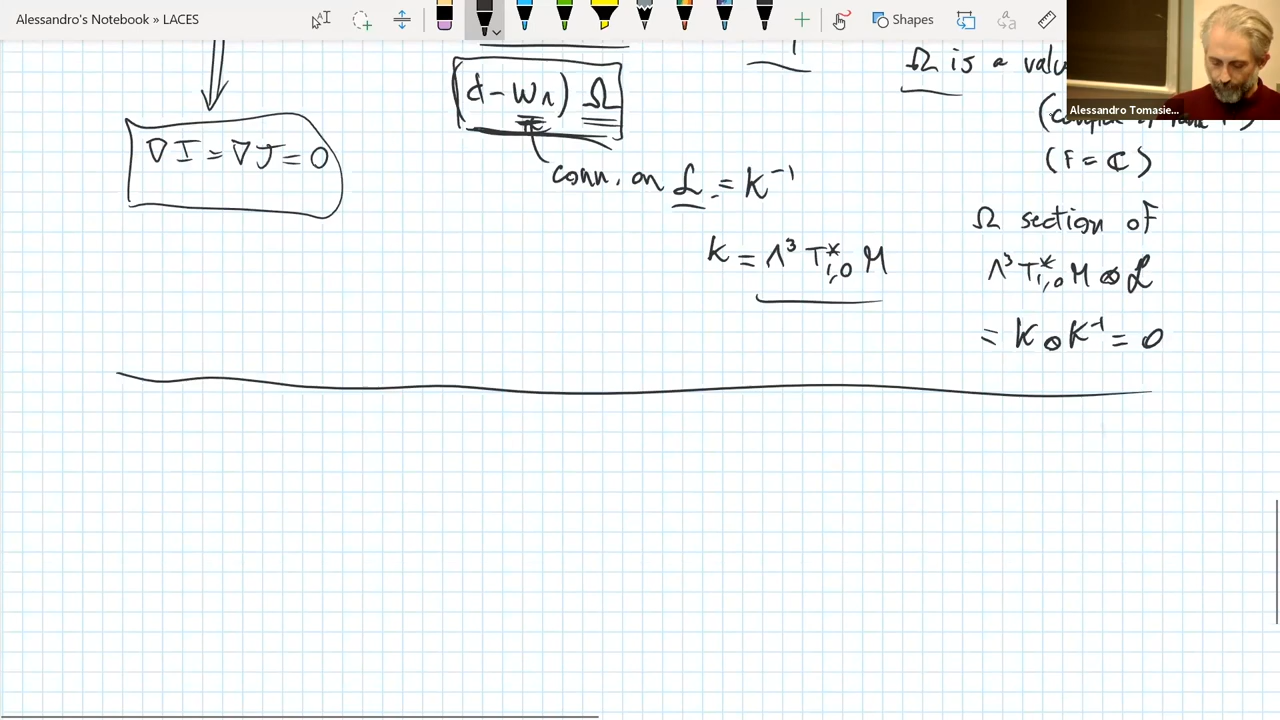 Alessandro's Notebook » LACES
Shapes
Alessandro Tomasie...
Ω is a valu
(F = ℂ)
(d - W∧) Ω
∇I = ∇J = 0
conn. on ℒ = K⁻¹
K = Λ³ T*₁,₀ M
Ω section of
Λ³ T*₁,₀ M ⊗ ℒ
= K ⊗ K⁻¹ = 0